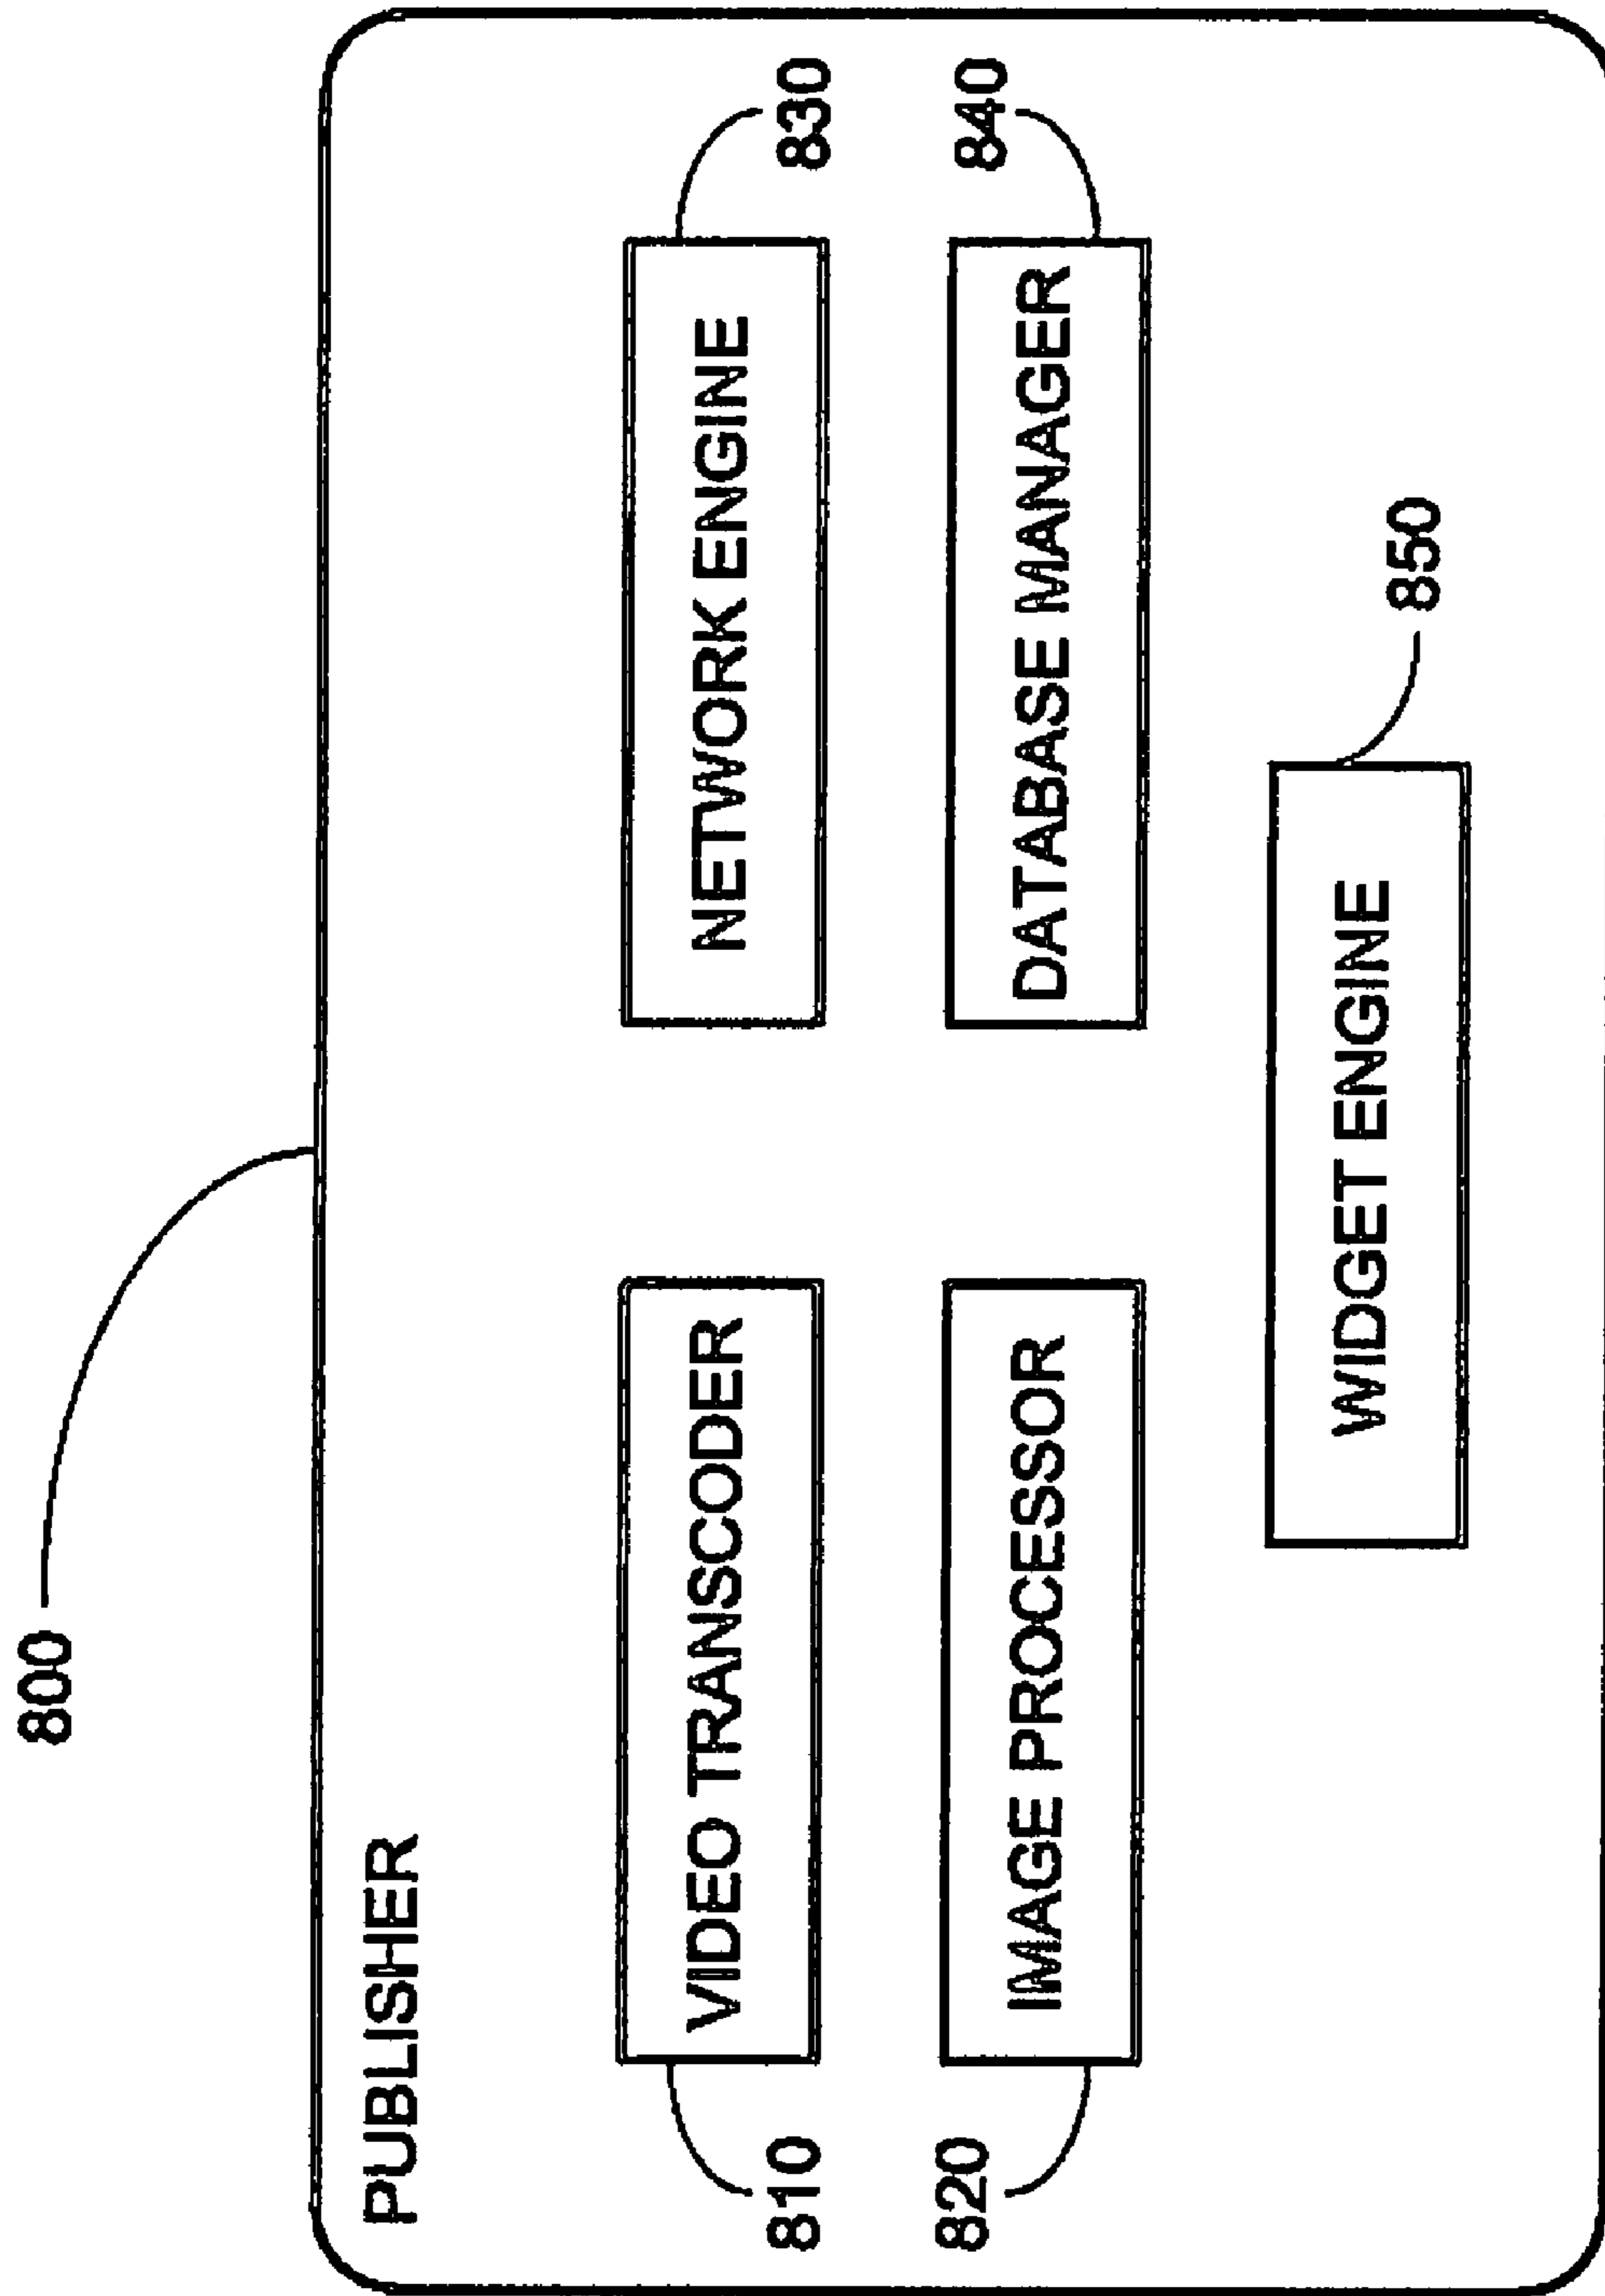 800
PUBLISHER
VIDEO TRANSCODER
810
NETWORK ENGINE
830
IMAGE PROCESSOR
820
DATABASE MANAGER
840
WIDGET ENGINE
850